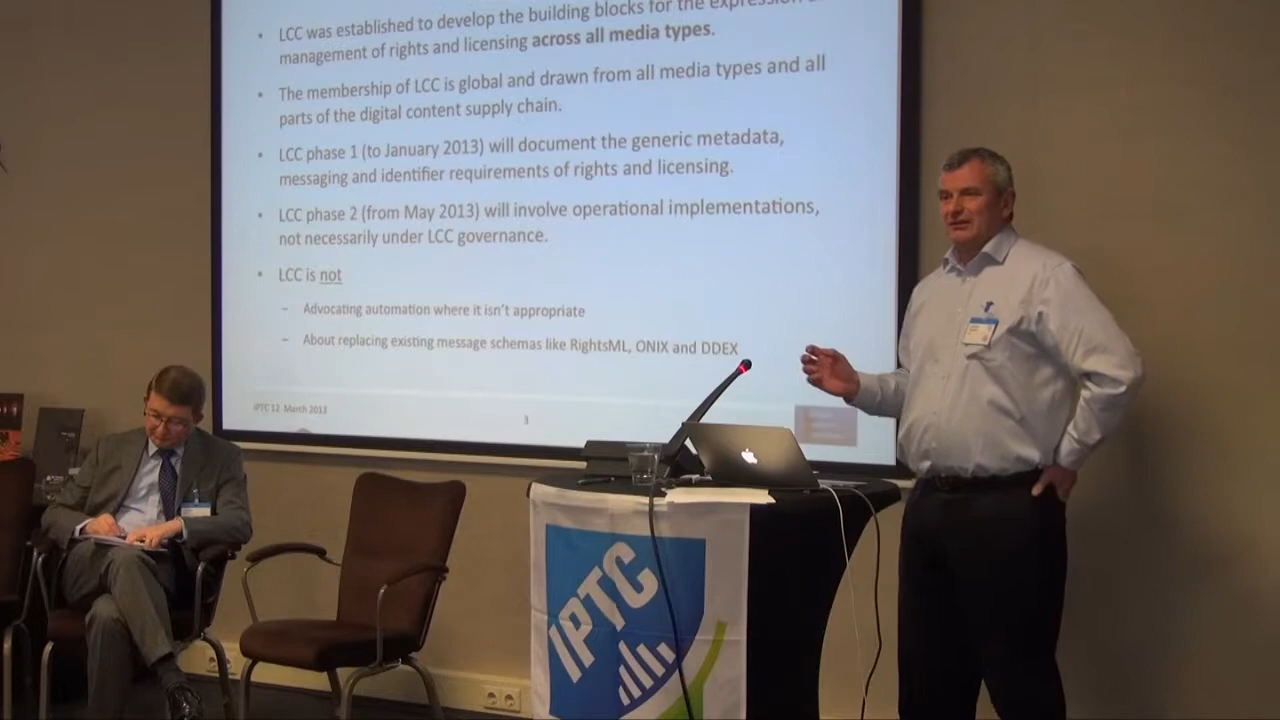 LCC was established to develop the building blocks for the expression
management of rights and licensing across all media types.
The membership of LCC is global and drawn from all media types and all
parts of the digital content supply chain.
LCC phase 1 (to January 2013) will document the generic metadata,
messaging and identifier requirements of rights and licensing.
LCC phase 2 (from May 2013) will involve operational implementations,
not necessarily under LCC governance.
LCC is not
– Advocating automation where it isn't appropriate
– About replacing existing message schemas like RightsML, ONIX and DDEX
IPTC 12 March 2013
3
IPTC